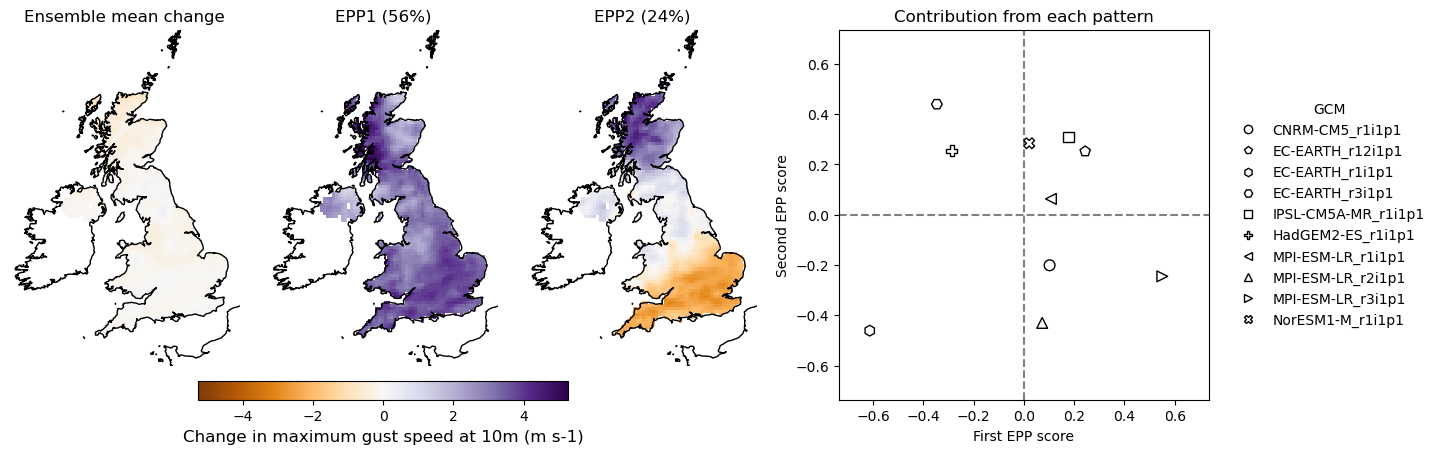 Ensemble mean change
EPP1 (56%)
EPP2 (24%)
−4 −2 0 2 4
Change in maximum gust speed at 10m (m s-1)
Contribution from each pattern
Second EPP score
0.6
0.4
0.2
0.0
−0.2
−0.4
−0.6
−0.6 −0.4 −0.2 0.0 0.2 0.4 0.6
First EPP score
GCM
CNRM-CM5_r1i1p1
EC-EARTH_r12i1p1
EC-EARTH_r1i1p1
EC-EARTH_r3i1p1
IPSL-CM5A-MR_r1i1p1
HadGEM2-ES_r1i1p1
MPI-ESM-LR_r1i1p1
MPI-ESM-LR_r2i1p1
MPI-ESM-LR_r3i1p1
NorESM1-M_r1i1p1